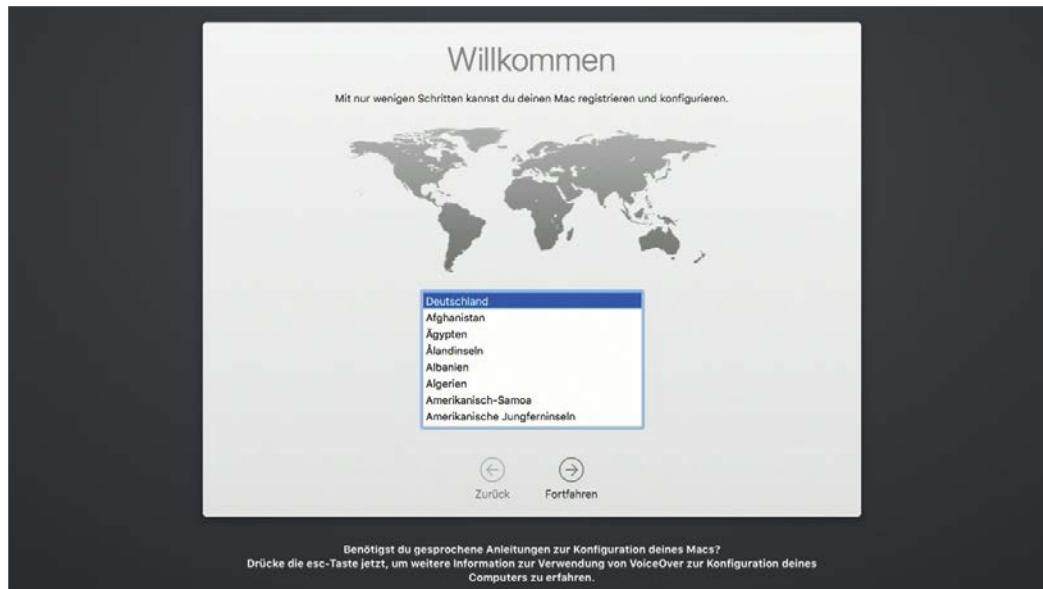 Willkommen
Mit nur wenigen Schritten kannst du deinen Mac registrieren und konfigurieren.
Deutschland
Afghanistan
Ägypten
Ålandinseln
Albanien
Algerien
Amerikanisch-Samoa
Amerikanische Jungferninseln
Zurück
Fortfahren
Benötigst du gesprochene Anleitungen zur Konfiguration deines Macs?
Drücke die esc-Taste jetzt, um weitere Information zur Verwendung von VoiceOver zur Konfiguration deines
Computers zu erfahren.